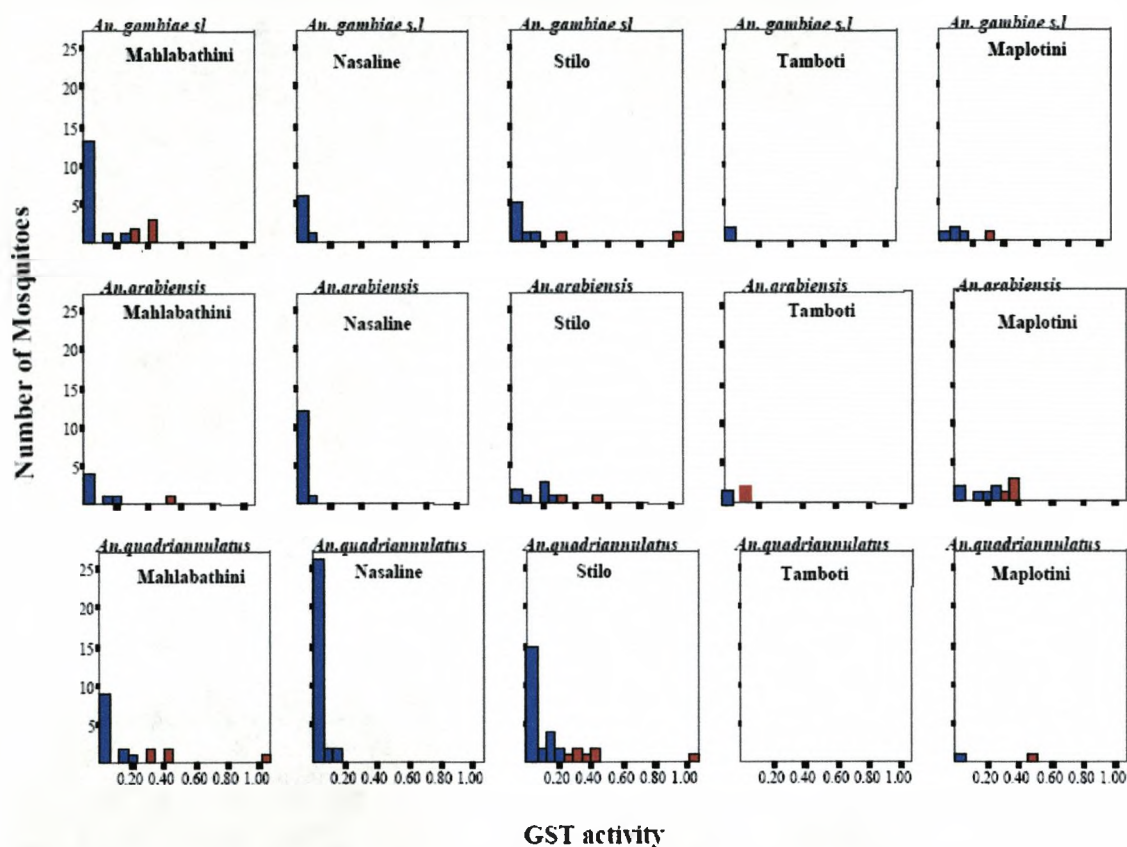 An. gambiae sl An. gambiae s.l An. gambiae sl An. gambiae s.l An. gambiae s.l
Mahlabathini Nasaline Stilo Tamboti Maplotini
25
20
15
10
5
An.arabiensis An.arabiensis An.arabiensis An.arabiensis An.arabiensis
Mahlabathini Nasaline Stilo Tamboti Maplotini
25
20
15
10
5
Number of Mosquitoes
An.quadriannulatus An.quadriannulatus An.quadriannulatus An.quadriannulatus An.quadriannulatus
Mahlabathini Nasaline Stilo Tamboti Maplotini
25
20
15
10
5
0.20 0.40 0.60 0.80 1.00 0.20 0.40 0.60 0.80 1.00 0.20 0.40 0.60 0.80 1.00 0.20 0.40 0.60 0.80 1.00 0.20 0.40 0.60 0.80 1.00
GST activity